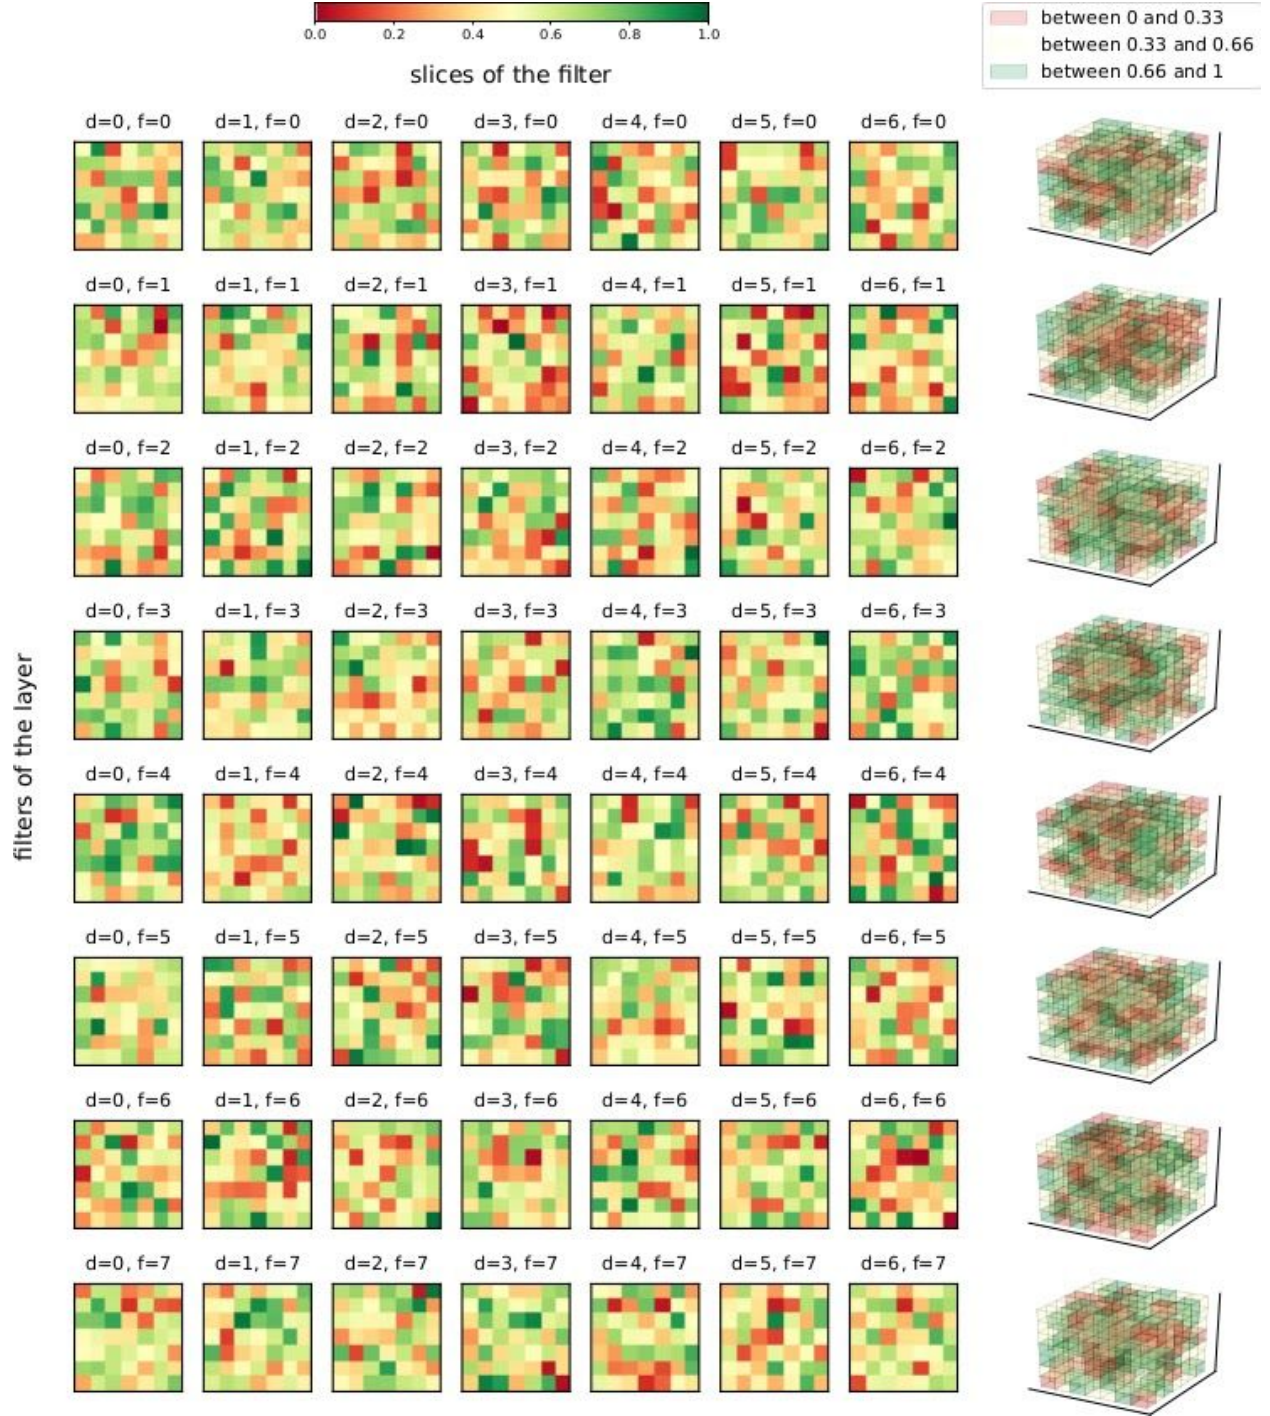 0.0 0.2 0.4 0.6 0.8 1.0
between 0 and 0.33
between 0.33 and 0.66
between 0.66 and 1
slices of the filter
filters of the layer
d=0, f=0 d=1, f=0 d=2, f=0 d=3, f=0 d=4, f=0 d=5, f=0 d=6, f=0
d=0, f=1 d=1, f=1 d=2, f=1 d=3, f=1 d=4, f=1 d=5, f=1 d=6, f=1
d=0, f=2 d=1, f=2 d=2, f=2 d=3, f=2 d=4, f=2 d=5, f=2 d=6, f=2
d=0, f=3 d=1, f=3 d=2, f=3 d=3, f=3 d=4, f=3 d=5, f=3 d=6, f=3
d=0, f=4 d=1, f=4 d=2, f=4 d=3, f=4 d=4, f=4 d=5, f=4 d=6, f=4
d=0, f=5 d=1, f=5 d=2, f=5 d=3, f=5 d=4, f=5 d=5, f=5 d=6, f=5
d=0, f=6 d=1, f=6 d=2, f=6 d=3, f=6 d=4, f=6 d=5, f=6 d=6, f=6
d=0, f=7 d=1, f=7 d=2, f=7 d=3, f=7 d=4, f=7 d=5, f=7 d=6, f=7